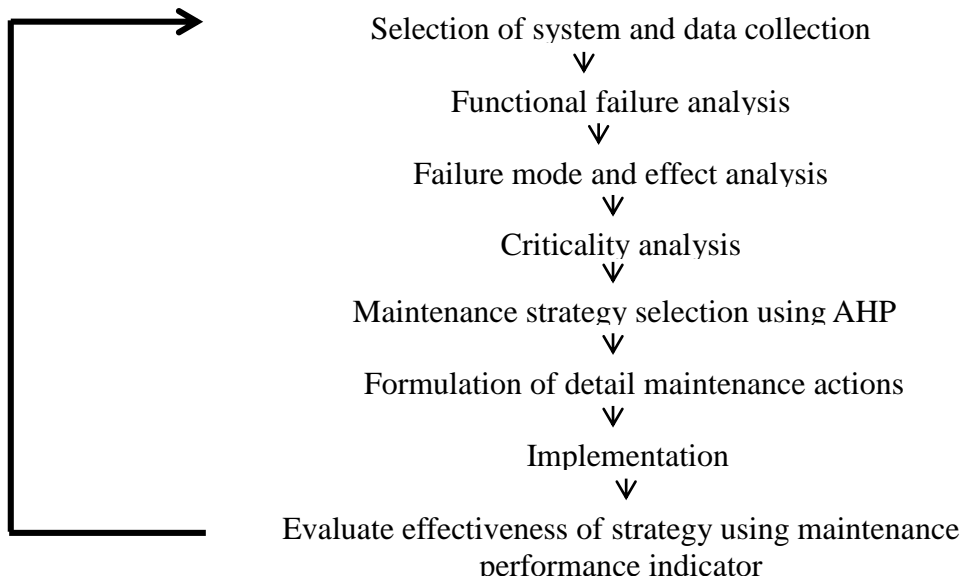 Selection of system and data collection
Functional failure analysis
Failure mode and effect analysis
Criticality analysis
Maintenance strategy selection using AHP
Formulation of detail maintenance actions
Implementation
Evaluate effectiveness of strategy using maintenance
performance indicator